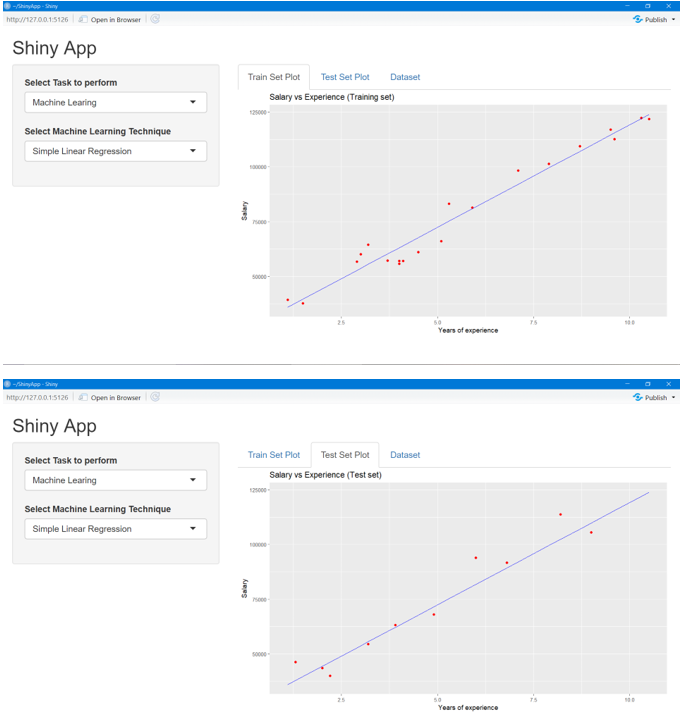 ~/ShinyApp - Shiny
http://127.0.0.1:5126 Open in Browser Publish
Shiny App
Select Task to perform
Machine Learing
Select Machine Learning Technique
Simple Linear Regression
Train Set Plot Test Set Plot Dataset
Salary vs Experience (Training set)
125000
100000
75000
50000
Salary
2.5 5.0 7.5 10.0
Years of experience
~/ShinyApp - Shiny
http://127.0.0.1:5126 Open in Browser Publish
Shiny App
Select Task to perform
Machine Learing
Select Machine Learning Technique
Simple Linear Regression
Train Set Plot Test Set Plot Dataset
Salary vs Experience (Test set)
125000
100000
75000
50000
Salary
2.5 5.0 7.5 10.0
Years of experience